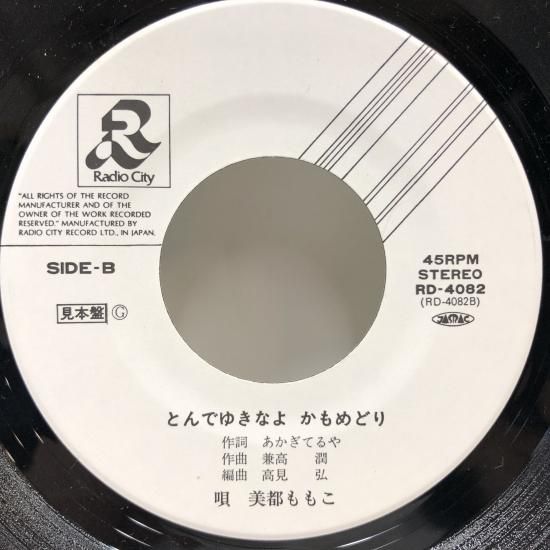 Radio City
"ALL RIGHTS OF THE RECORD
MANUFACTURER AND OF THE
OWNER OF THE WORK RECORDED
RESERVED." MANUFACTURED BY
RADIO CITY RECORD LTD., IN JAPAN.
SIDE-B
見本盤 Ⓖ
45RPM
STEREO
RD-4082
(RD-4082B)
JASRAC
とんでゆきなよ かもめどり
作詞 あかぎてるや
作曲 兼高 潤
編曲 高見 弘
唄 美都ももこ